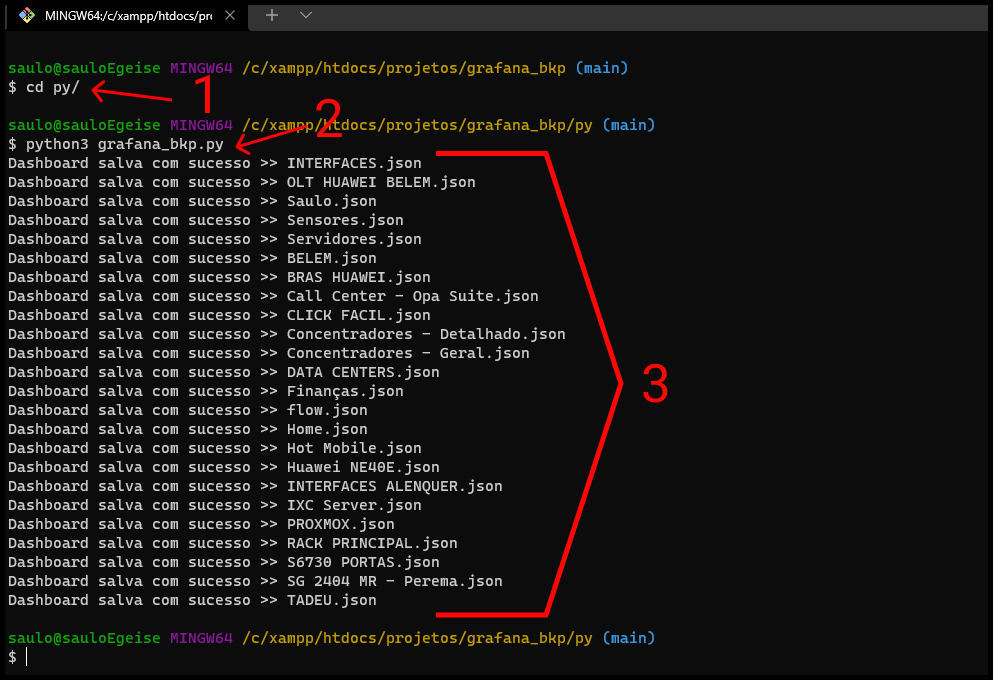 MINGW64:/c/xampp/htdocs/pro
saulo@sauloEgeise MINGW64 /c/xampp/htdocs/projetos/grafana_bkp (main)
$ cd py/
1
saulo@sauloEgeise MINGW64 /c/xampp/htdocs/projetos/grafana_bkp/py (main)
2
$ python3 grafana_bkp.py
Dashboard salva com sucesso >> INTERFACES.json
Dashboard salva com sucesso >> OLT HUAWEI BELEM.json
Dashboard salva com sucesso >> Saulo.json
Dashboard salva com sucesso >> Sensores.json
Dashboard salva com sucesso >> Servidores.json
Dashboard salva com sucesso >> BELEM.json
Dashboard salva com sucesso >> BRAS HUAWEI.json
Dashboard salva com sucesso >> Call Center - Opa Suite.json
Dashboard salva com sucesso >> CLICK FACIL.json
Dashboard salva com sucesso >> Concentradores - Detalhado.json
Dashboard salva com sucesso >> Concentradores - Geral.json
Dashboard salva com sucesso >> DATA CENTERS.json
3
Dashboard salva com sucesso >> Finanças.json
Dashboard salva com sucesso >> flow.json
Dashboard salva com sucesso >> Home.json
Dashboard salva com sucesso >> Hot Mobile.json
Dashboard salva com sucesso >> Huawei NE40E.json
Dashboard salva com sucesso >> INTERFACES ALENQUER.json
Dashboard salva com sucesso >> IXC Server.json
Dashboard salva com sucesso >> PROXMOX.json
Dashboard salva com sucesso >> RACK PRINCIPAL.json
Dashboard salva com sucesso >> S6730 PORTAS.json
Dashboard salva com sucesso >> SG 2404 MR - Perema.json
Dashboard salva com sucesso >> TADEU.json
saulo@sauloEgeise MINGW64 /c/xampp/htdocs/projetos/grafana_bkp/py (main)
$